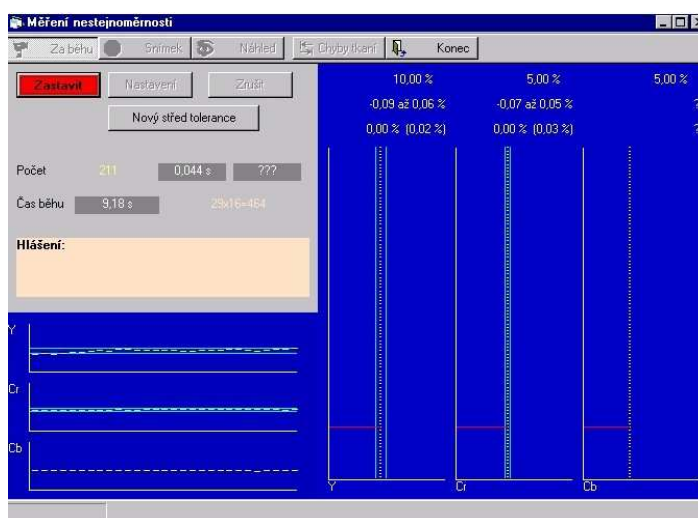 Měření nestejnoměrnosti
Za běhu Snímek Náhled Chyby tkaní Konec
Zastavit Nastavení Zrušit
Nový střed tolerance
Počet 211 0,044 s ???
Čas běhu 9,18 s 29x16=464
Hlášení:
10,00 % 5,00 % 5,00 %
-0,09 až 0,06 % -0,07 až 0,05 % ?
0,00 % (0,02 %) 0,00 % (0,03 %) ?
Y
Cr
Cb
Y Cr Cb